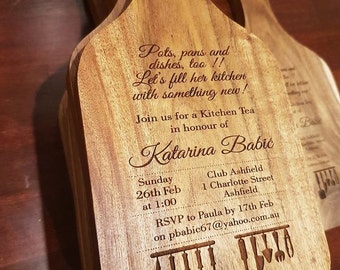 Pots, pans and
dishes, too !!
Let's fill her kitchen
with something new!
Join us for a Kitchen Tea
in honour of
Katarina Babić
Sunday
26th Feb
at 1:00
Club Ashfield
1 Charlotte Street
Ashfield
RSVP to Paula by 17th Feb
on pbabic67@yahoo.com.au